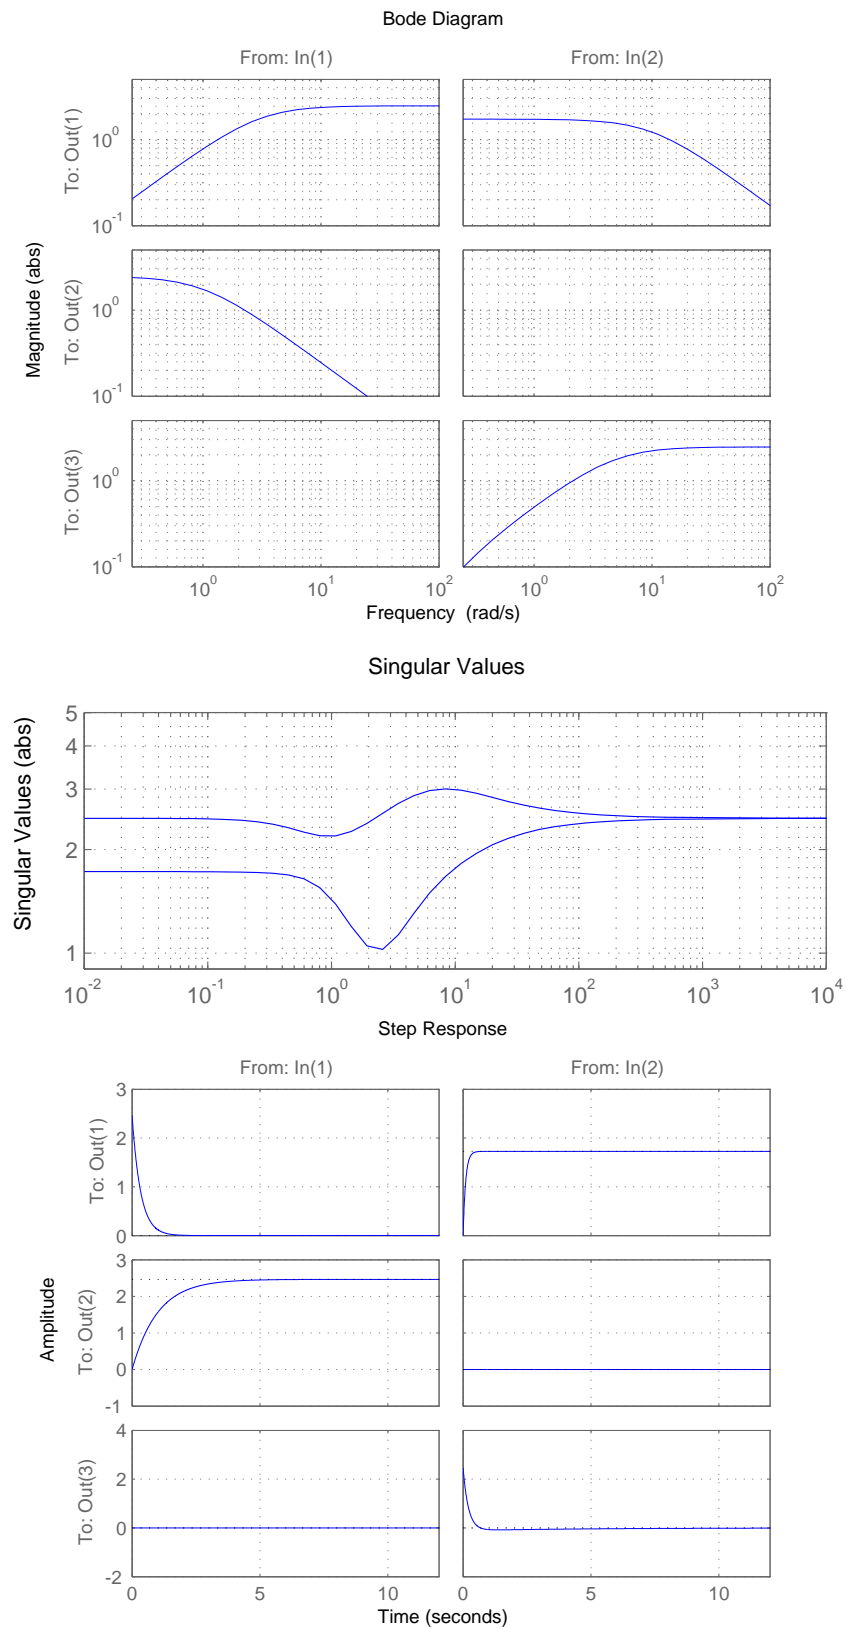 Bode Diagram
From: In(1) From: In(2)
Magnitude (abs)
To: Out(1)
10^0
10^-1
To: Out(2)
10^0
10^-1
To: Out(3)
10^0
10^-1
10^0 10^1 10^2 10^0 10^1 10^2
Frequency (rad/s)
Singular Values
Singular Values (abs)
5
4
3
2
1
10^-2 10^-1 10^0 10^1 10^2 10^3 10^4
Step Response
From: In(1) From: In(2)
Amplitude
To: Out(1)
3
2
1
0
To: Out(2)
3
2
1
0
-1
To: Out(3)
4
2
0
-2
0 5 10 0 5 10
Time (seconds)